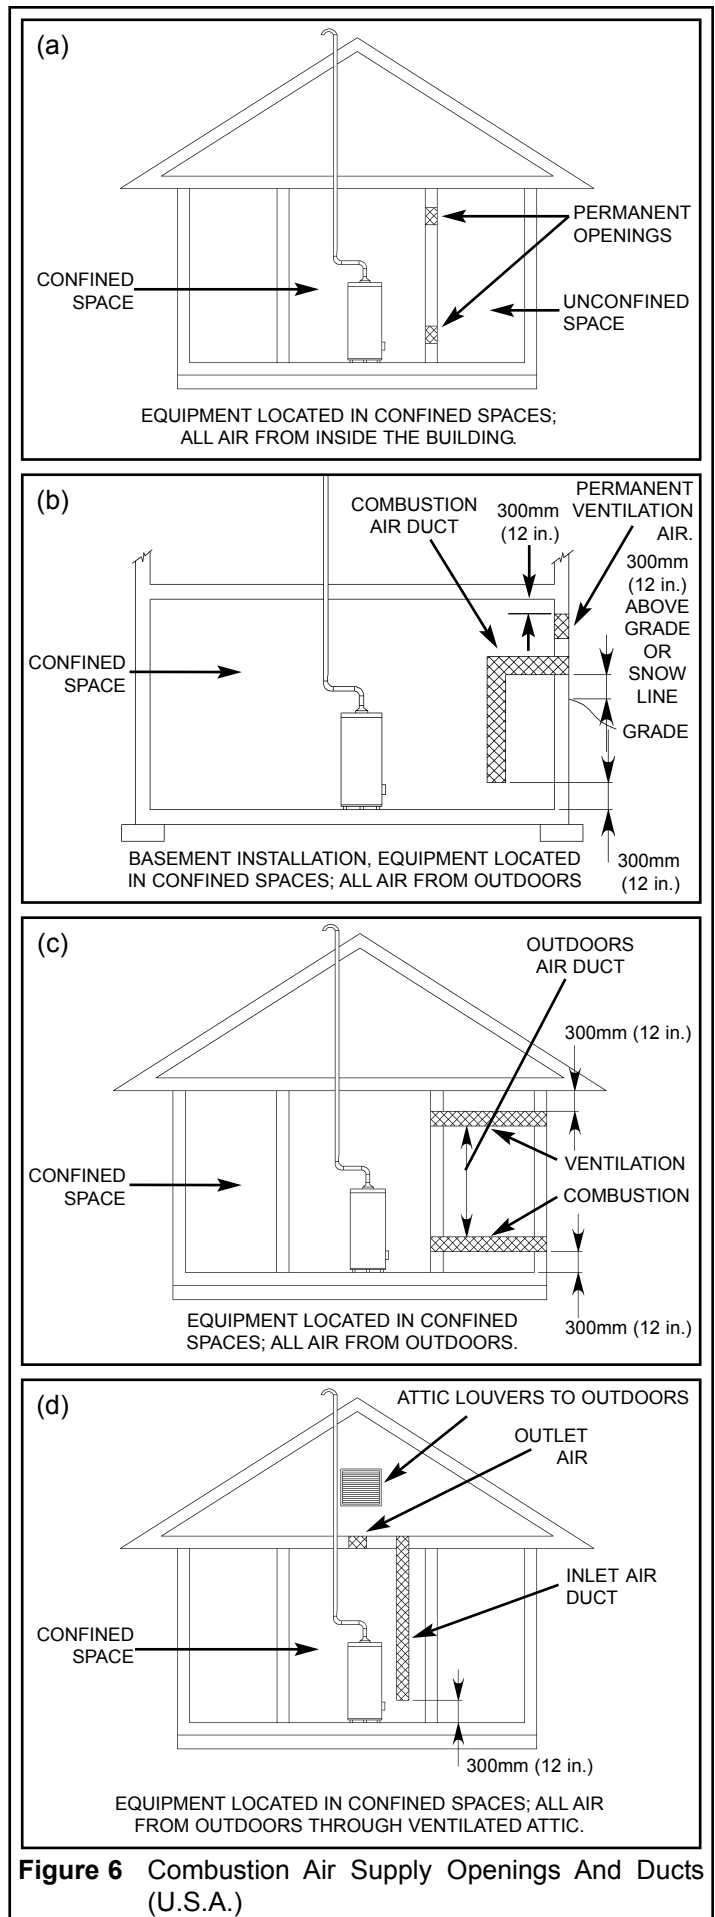 (a)
PERMANENT
OPENINGS
CONFINED
SPACE
UNCONFINED
SPACE
EQUIPMENT LOCATED IN CONFINED SPACES;
ALL AIR FROM INSIDE THE BUILDING.
(b)
COMBUSTION
AIR DUCT
300mm
(12 in.)
PERMANENT
VENTILATION
AIR.
300mm
(12 in.)
ABOVE
GRADE
OR
SNOW
LINE
CONFINED
SPACE
GRADE
300mm
(12 in.)
BASEMENT INSTALLATION, EQUIPMENT LOCATED
IN CONFINED SPACES; ALL AIR FROM OUTDOORS
(c)
OUTDOORS
AIR DUCT
300mm (12 in.)
CONFINED
SPACE
VENTILATION
COMBUSTION
300mm (12 in.)
EQUIPMENT LOCATED IN CONFINED
SPACES; ALL AIR FROM OUTDOORS.
(d)
ATTIC LOUVERS TO OUTDOORS
OUTLET
AIR
INLET AIR
DUCT
CONFINED
SPACE
300mm (12 in.)
EQUIPMENT LOCATED IN CONFINED SPACES; ALL AIR
FROM OUTDOORS THROUGH VENTILATED ATTIC.
Figure 6 Combustion Air Supply Openings And Ducts
(U.S.A.)